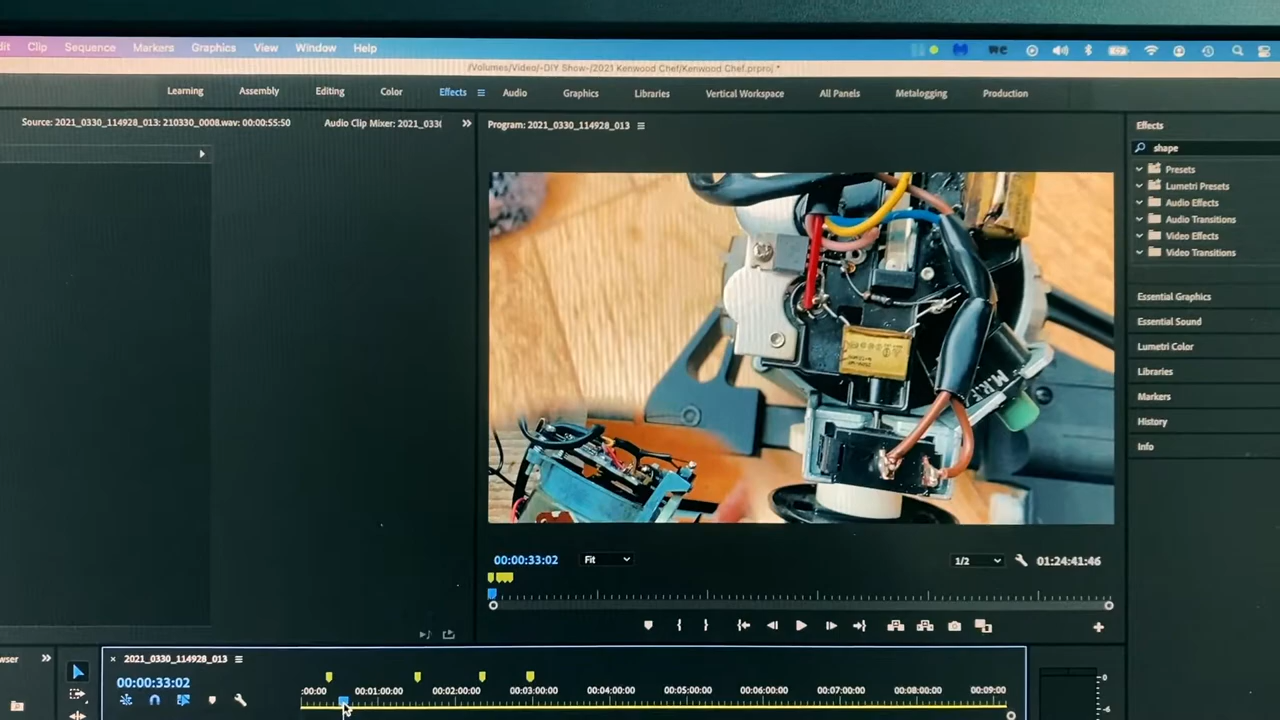 Clip Sequence Markers Graphics View Window Help
/Volumes/Video/-DIY Show-/2021 Kenwood Chef/Kenwood Chef.prproj *
Learning Assembly Editing Color Effects Audio Graphics Libraries Vertical Workspace All Panels Metalogging Production
Source: 2021_0330_114928_013: 210330_0008.wav: 00:00:55:50
Audio Clip Mixer: 2021_033(
Program: 2021_0330_114928_013
Effects
shape
Presets
Lumetri Presets
Audio Effects
Audio Transitions
Video Effects
Video Transitions
Essential Graphics
Essential Sound
Lumetri Color
Libraries
Markers
History
Info
M.R.F
00:00:33:02 Fit 1/2 01:24:41:46
2021_0330_114928_013
00:00:33:02
:00:00 00:01:00:00 00:02:00:00 00:03:00:00 00:04:00:00 00:05:00:00 00:06:00:00 00:07:00:00 00:08:00:00 00:09:00
0
-6